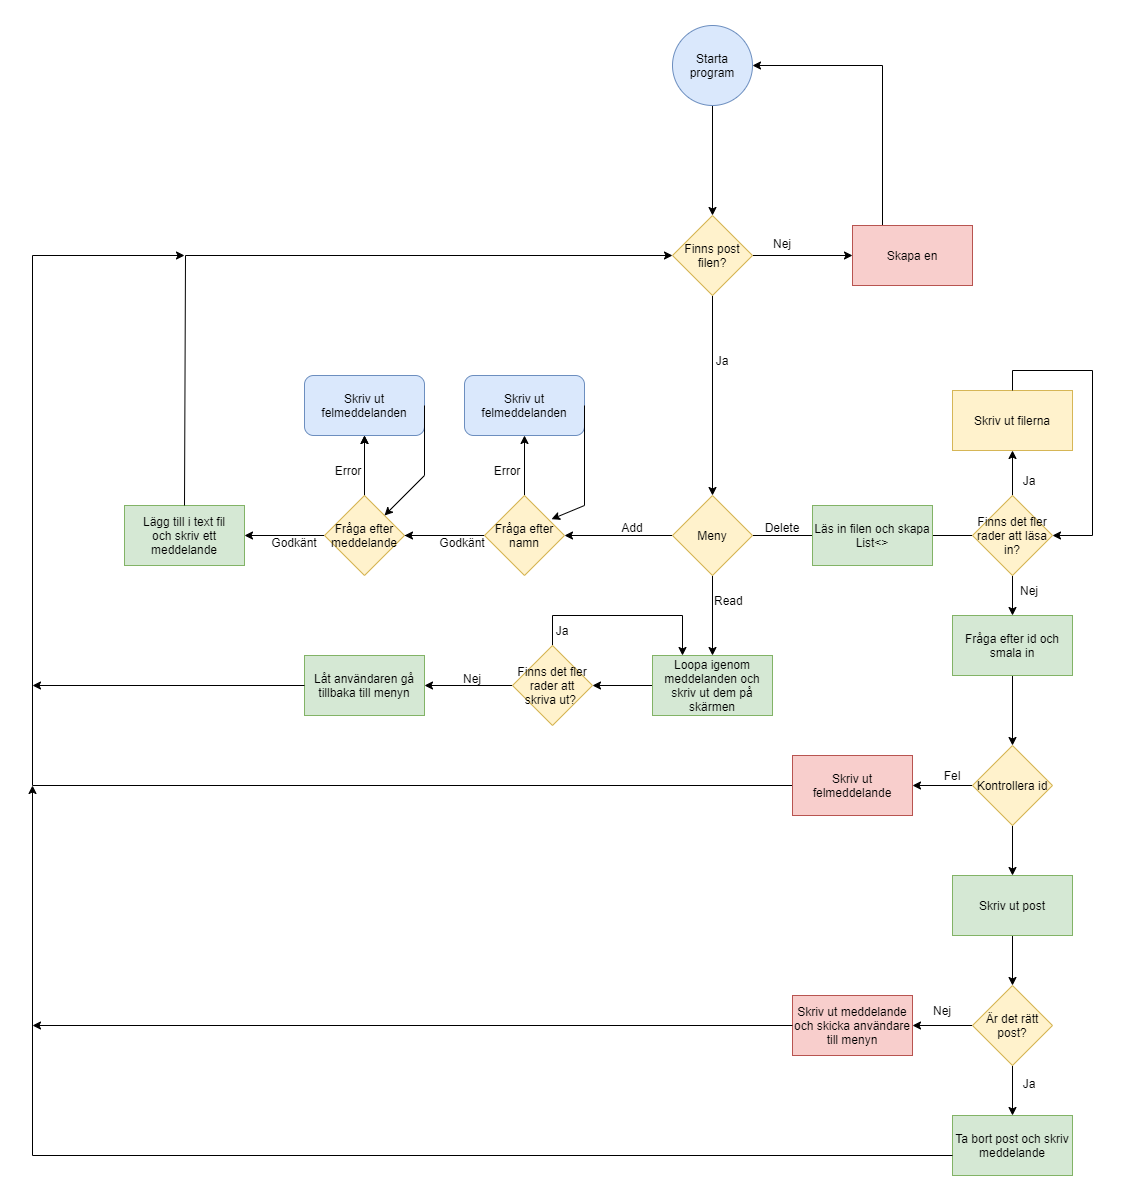 Starta
program
Finns post
filen?
Nej
Skapa en
Ja
Skriv ut
felmeddelanden
Skriv ut
felmeddelanden
Skriv ut filerna
Error
Error
Ja
Lägg till i text fil
och skriv ett
meddelande
Godkänt
Fråga efter
meddelande
Godkänt
Fråga efter
namn
Add
Meny
Delete
Läs in filen och skapa
List<>
Finns det fler
rader att läsa
in?
Nej
Read
Ja
Fråga efter id och
smala in
Låt användaren gå
tillbaka till menyn
Nej
Finns det fler
rader att
skriva ut?
Loopa igenom
meddelanden och
skriv ut dem på
skärmen
Skriv ut
felmeddelande
Fel
Kontrollera id
Skriv ut post
Skriv ut meddelande
och skicka användare
till menyn
Nej
Är det rätt
post?
Ja
Ta bort post och skriv
meddelande